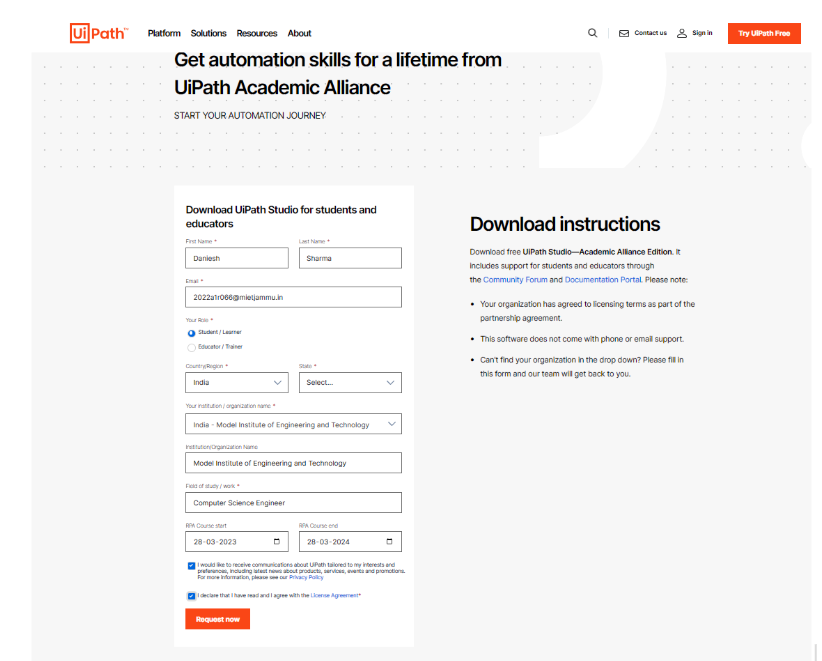 UiPath™ Platform Solutions Resources About Contact us Sign in Try UiPath Free
Get automation skills for a lifetime from
UiPath Academic Alliance
START YOUR AUTOMATION JOURNEY
Download UiPath Studio for students and
educators
First Name * Last Name *
Daniesh Sharma
Email *
2022a1r066@mietjammu.in
Your Role *
Student / Learner
Educator / Trainer
Country/Region * State *
India Select...
Your institution / organization name *
India - Model Institute of Engineering and Technology
Institution/Organization Name
Model Institute of Engineering and Technology
Field of study / work *
Computer Science Engineer
RPA Course start RPA Course end
28-03-2023 28-03-2024
I would like to receive communications about UiPath tailored to my interests and
preferences, including latest news about products, services, events and promotions.
For more information, please see our Privacy Policy
I declare that I have read and I agree with the License Agreement*
Request now
Download instructions
Download free UiPath Studio—Academic Alliance Edition. It
includes support for students and educators through
the Community Forum and Documentation Portal. Please note:
• Your organization has agreed to licensing terms as part of the
partnership agreement.
• This software does not come with phone or email support.
• Can't find your organization in the drop down? Please fill in
this form and our team will get back to you.